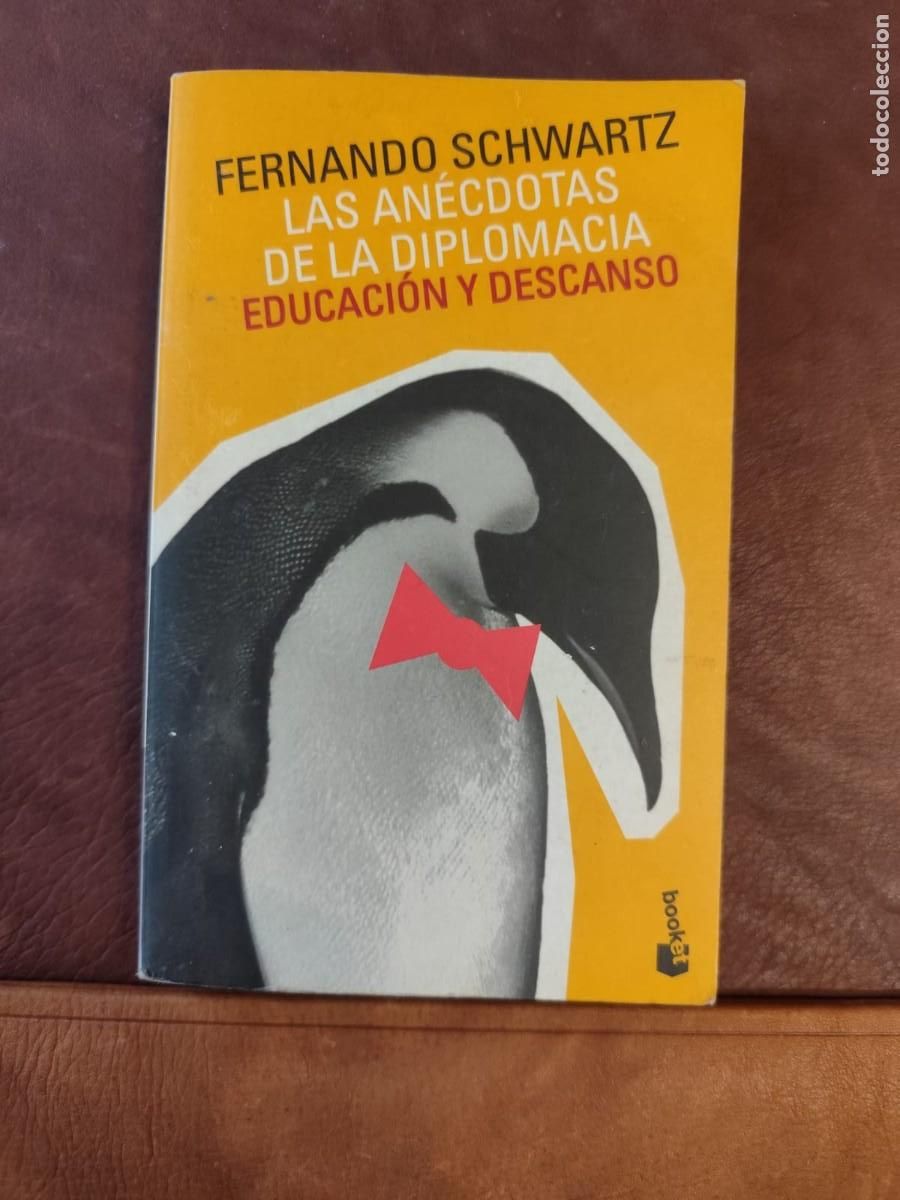 FERNANDO SCHWARTZ
LAS ANÉCDOTAS
DE LA DIPLOMACIA
EDUCACIÓN Y DESCANSO
booket
todocoleccion